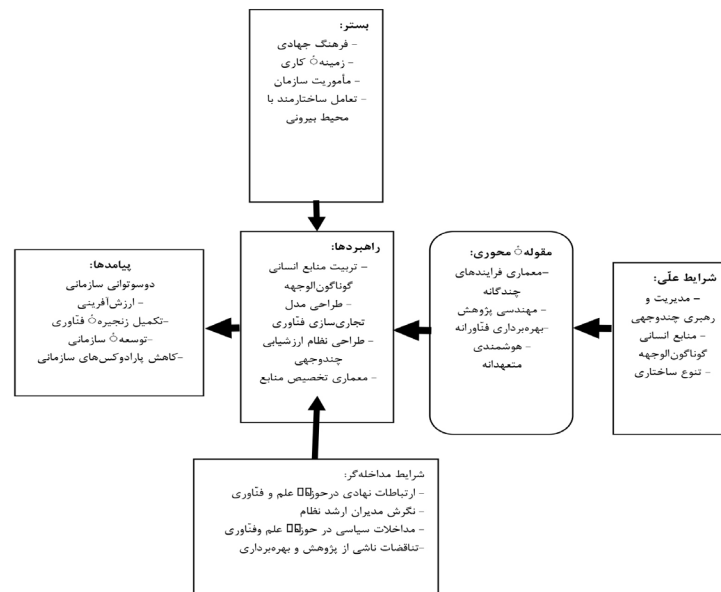 بستر:
- فرهنگ جهادی
- زمینهٔ کاری
- مأموریت سازمان
- تعامل ساختارمند با
محیط بیرونی
شرایط علّی:
- مدیریت و
رهبری چندوجهی
- منابع انسانی
گوناگون‌الوجهه
- تنوع ساختاری
مقولهٔ محوری:
-معماری فرایندهای
چندگانه
- مهندسی پژوهش
-بهره‌برداری فنّاورانه
- هوشمندی
متعهدانه
راهبردها:
- تربیت منابع انسانی
گوناگون‌الوجهه
- طراحی مدل
تجاری‌سازی فنّاوری
- طراحی نظام ارزشیابی
چندوجهی
- معماری تخصیص منابع
پیامدها:
دوسوتوانی سازمانی
- ارزش‌آفرینی
-تکمیل زنجیرهٔ فنّاوری
-توسعهٔ سازمانی
-کاهش پارادوکس‌های سازمانی
شرایط مداخله‌گر:
- ارتباطات نهادی درحوزهٔ علم و فنّاوری
- نگرش مدیران ارشد نظام
- مداخلات سیاسی در حوزهٔ علم وفنّاوری
-تناقضات ناشی از پژوهش و بهره‌برداری